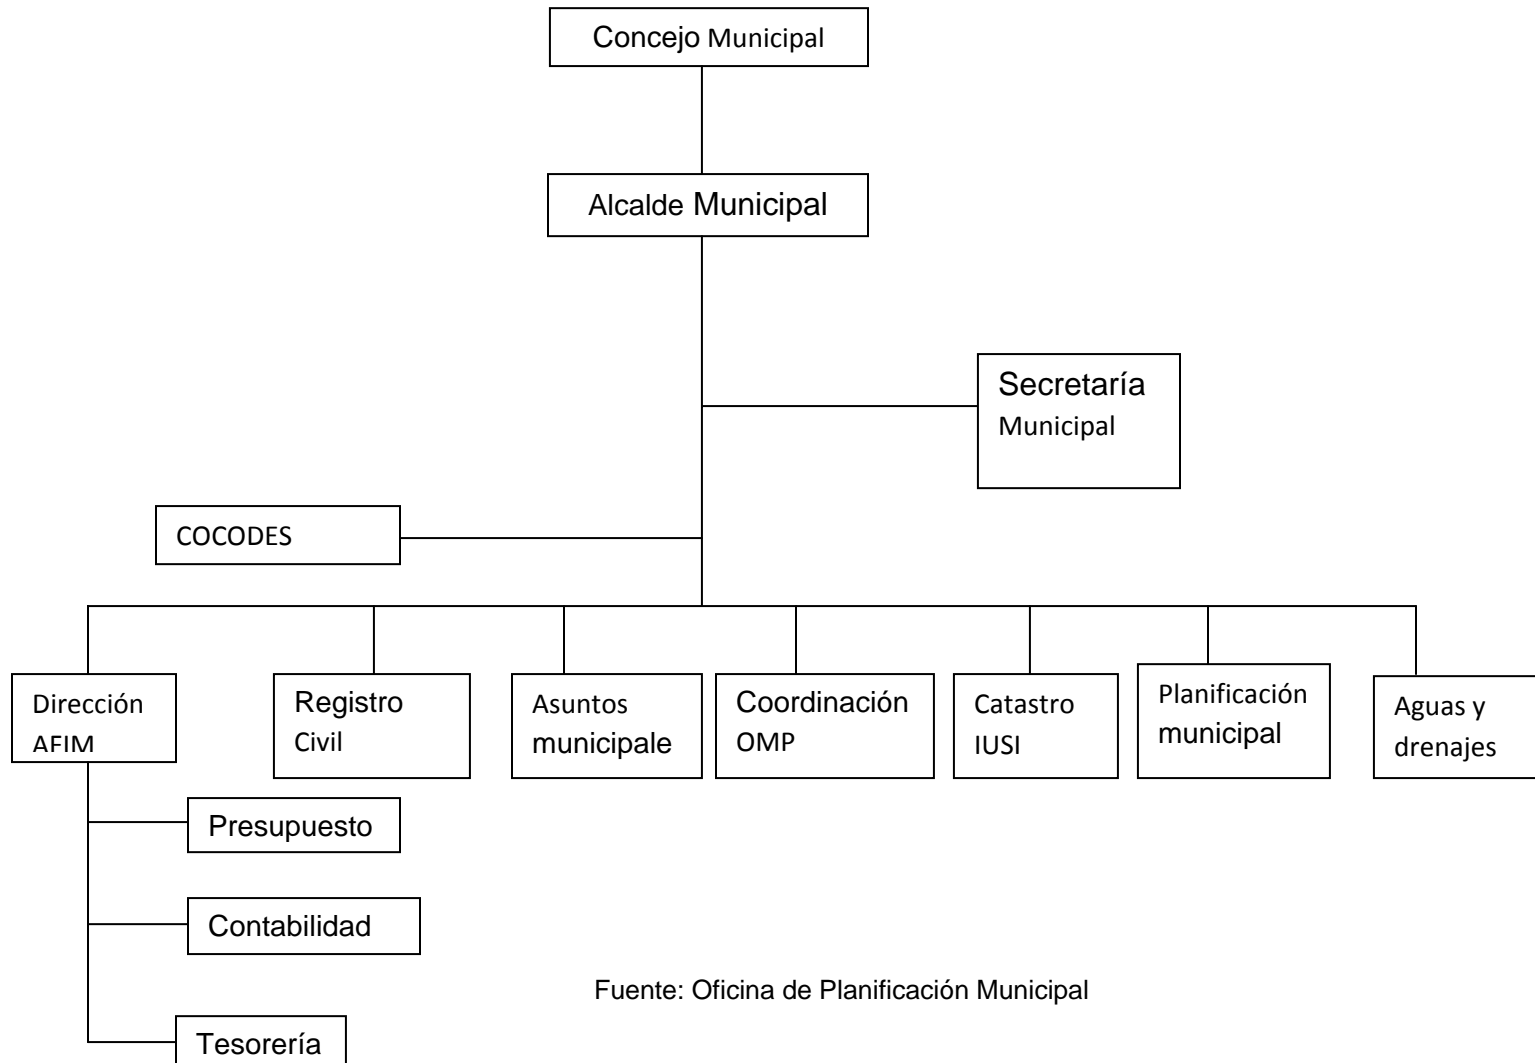 Concejo Municipal
Alcalde Municipal
Secretaría
Municipal
COCODES
Dirección
AFIM
Registro
Civil
Asuntos
municipale
Coordinación
OMP
Catastro
IUSI
Planificación
municipal
Aguas y
drenajes
Presupuesto
Contabilidad
Fuente: Oficina de Planificación Municipal
Tesorería